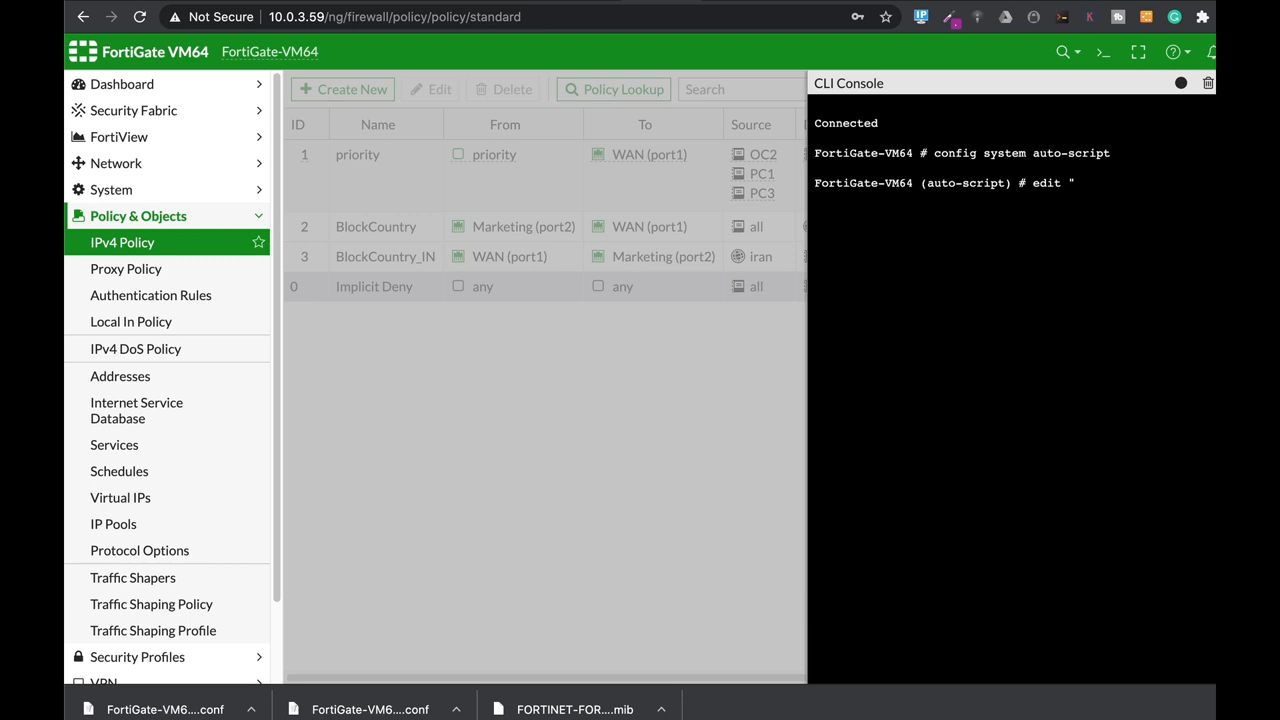 Not Secure 10.0.3.59/ng/firewall/policy/policy/standard
FortiGate VM64 FortiGate-VM64
Dashboard
Security Fabric
FortiView
Network
System
Policy & Objects
IPv4 Policy
Proxy Policy
Authentication Rules
Local In Policy
IPv4 DoS Policy
Addresses
Internet Service
Database
Services
Schedules
Virtual IPs
IP Pools
Protocol Options
Traffic Shapers
Traffic Shaping Policy
Traffic Shaping Profile
Security Profiles
VPN
+ Create New Edit Delete Policy Lookup Search
ID Name From To Source
1 priority priority WAN (port1) OC2
PC1
PC3
2 BlockCountry Marketing (port2) WAN (port1) all
3 BlockCountry_IN WAN (port1) Marketing (port2) iran
0 Implicit Deny any any all
CLI Console
Connected
FortiGate-VM64 # config system auto-script
FortiGate-VM64 (auto-script) # edit "
FortiGate-VM6....conf FortiGate-VM6....conf FORTINET-FOR....mib